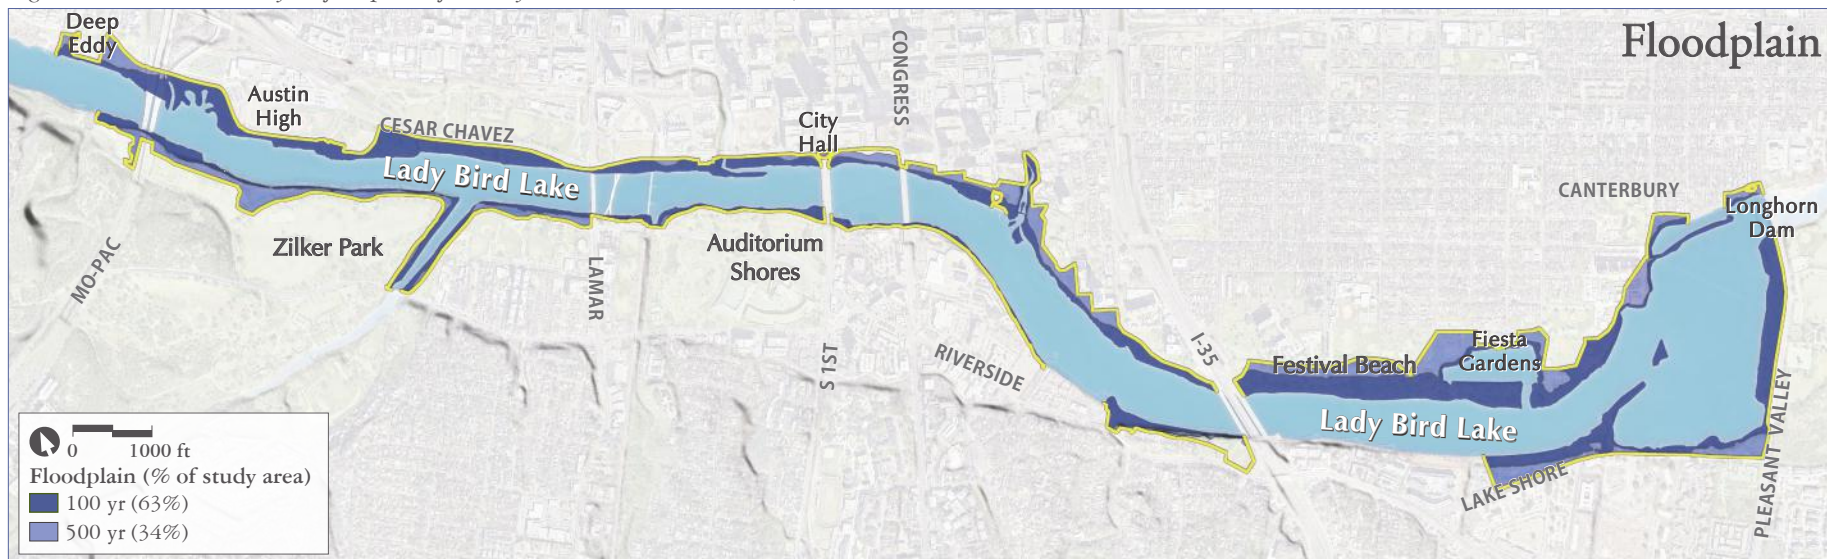 Floodplain
Deep
Eddy
Austin
High
CESAR CHAVEZ
City
Hall
CONGRESS
Lady Bird Lake
CANTERBURY
Longhorn
Dam
Zilker Park
MO-PAC
LAMAR
Auditorium
Shores
S 1ST
RIVERSIDE
I-35
Festival Beach
Fiesta
Gardens
Lady Bird Lake
LAKE SHORE
PLEASANT VALLEY
0 1000 ft
Floodplain (% of study area)
100 yr (63%)
500 yr (34%)